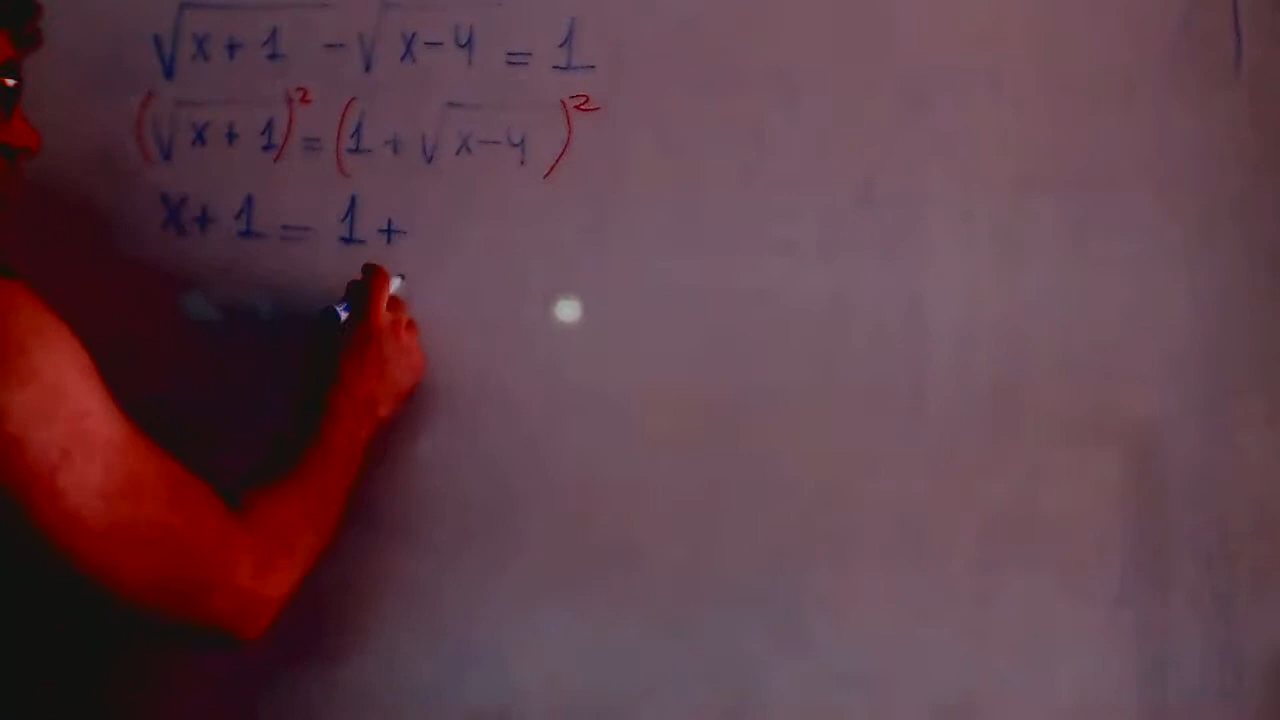 √(x+1) - √(x-4) = 1
(√(x+1))² = (1 + √(x-4))²
x + 1 = 1 +